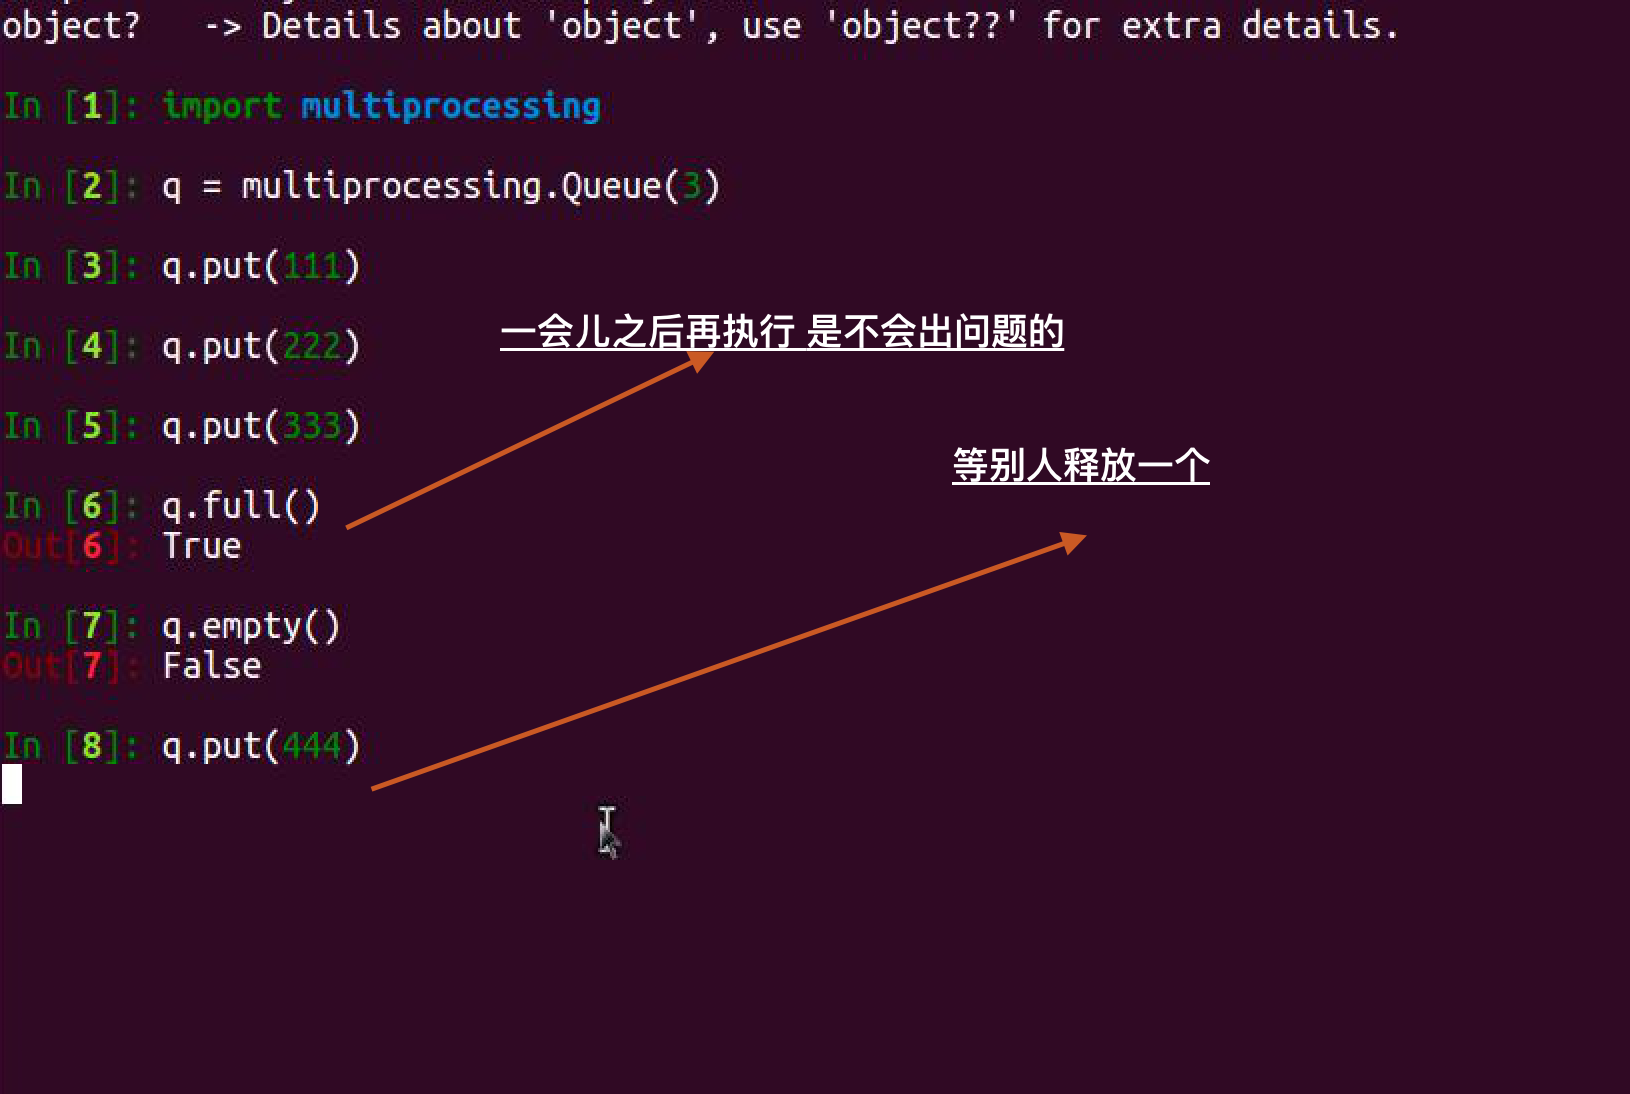 object?   -> Details about 'object', use 'object??' for extra details.
In [1]: import multiprocessing
In [2]: q = multiprocessing.Queue(3)
In [3]: q.put(111)
一会儿之后再执行 是不会出问题的
In [4]: q.put(222)
In [5]: q.put(333)
等别人释放一个
In [6]: q.full()
Out[6]: True
In [7]: q.empty()
Out[7]: False
In [8]: q.put(444)